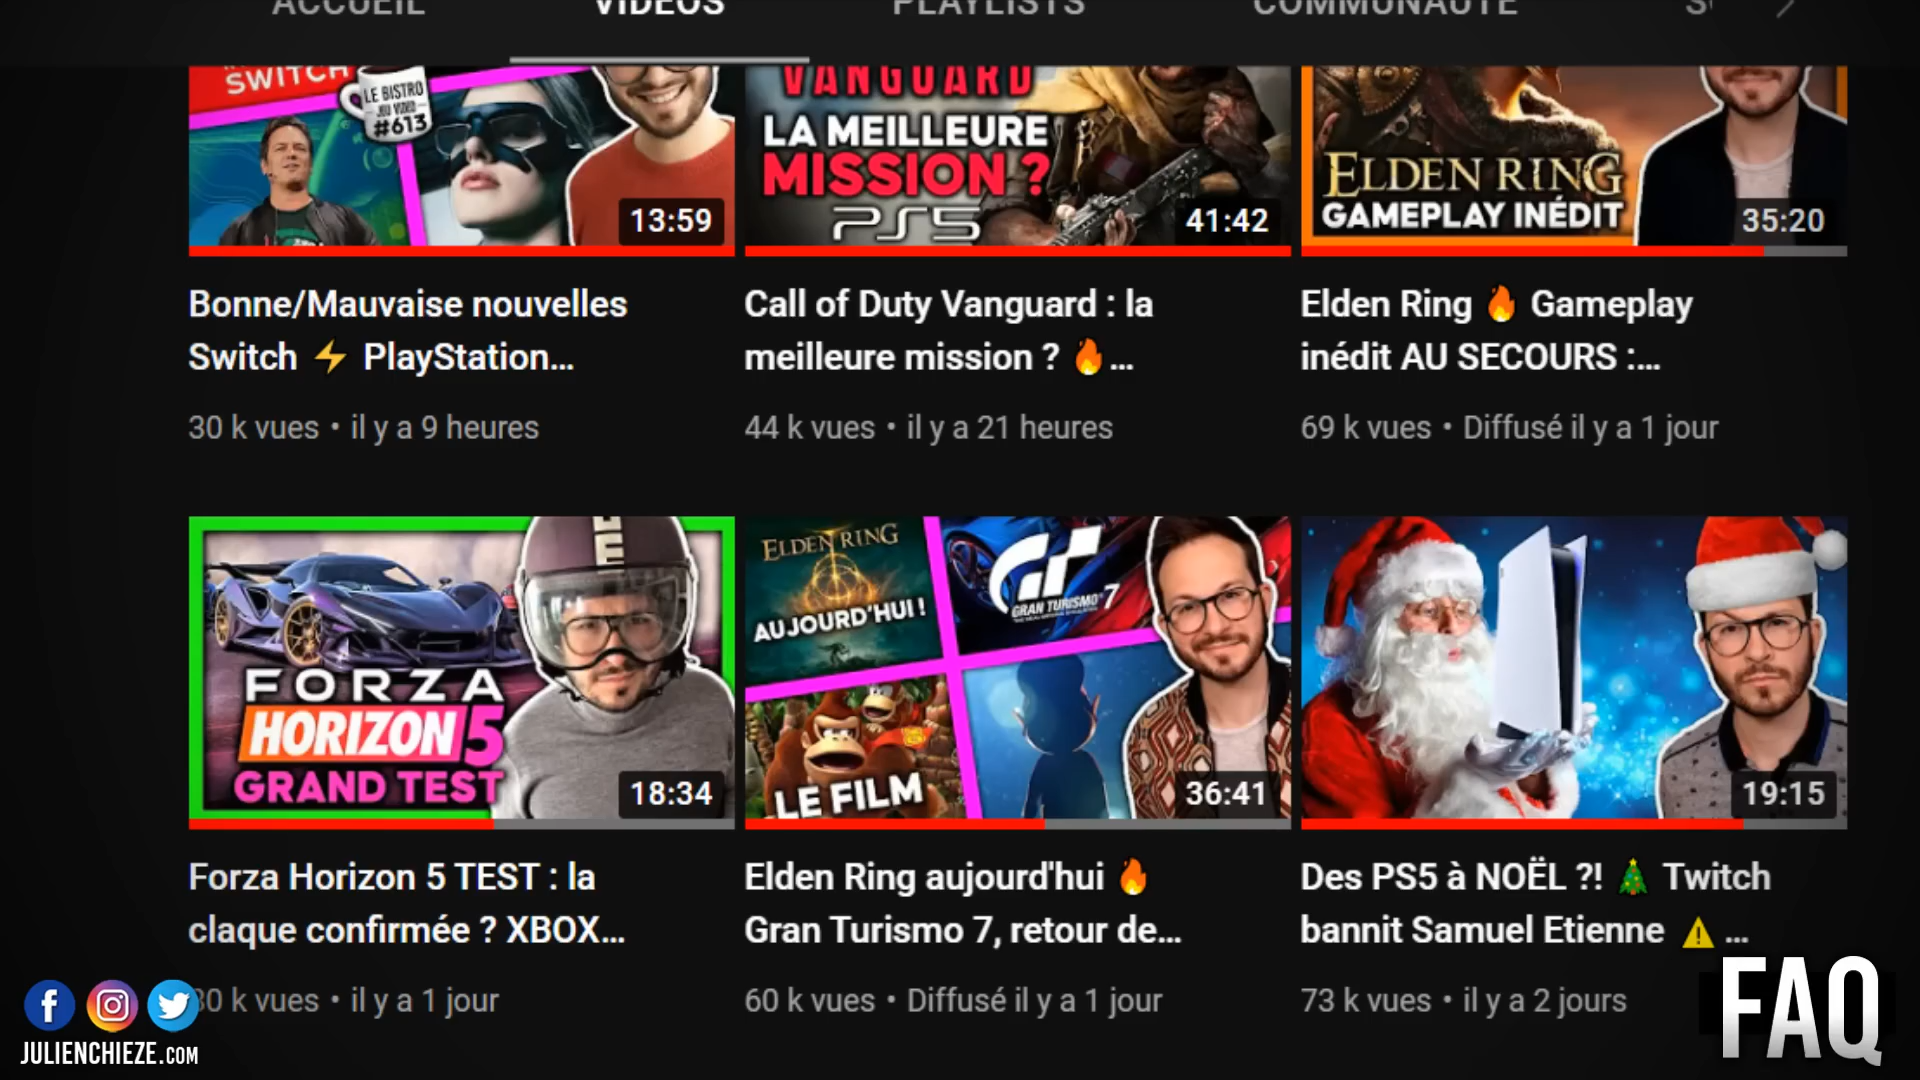 ACCUEIL VIDÉOS PLAYLISTS COMMUNAUTÉ
SWITCH
LE BISTRO
JEU VIDEO
#613
13:59
VANGUARD
LA MEILLEURE
MISSION ?
PS5
41:42
ELDEN RING
GAMEPLAY INÉDIT
35:20
Bonne/Mauvaise nouvelles
Switch ⚡ PlayStation...
30 k vues • il y a 9 heures
Call of Duty Vanguard : la
meilleure mission ? 🔥...
44 k vues • il y a 21 heures
Elden Ring 🔥 Gameplay
inédit AU SECOURS :...
69 k vues • Diffusé il y a 1 jour
FORZA
HORIZON 5
GRAND TEST
18:34
ELDEN RING
AUJOURD'HUI !
GT
GRAN TURISMO 7
LE FILM
36:41
19:15
Forza Horizon 5 TEST : la
claque confirmée ? XBOX...
k vues • il y a 1 jour
Elden Ring aujourd'hui 🔥
Gran Turismo 7, retour de...
60 k vues • Diffusé il y a 1 jour
Des PS5 à NOËL ?! 🎄 Twitch
bannit Samuel Etienne ⚠️ ...
73 k vues • il y a 2 jours
JULIENCHIEZE.COM
FAQ